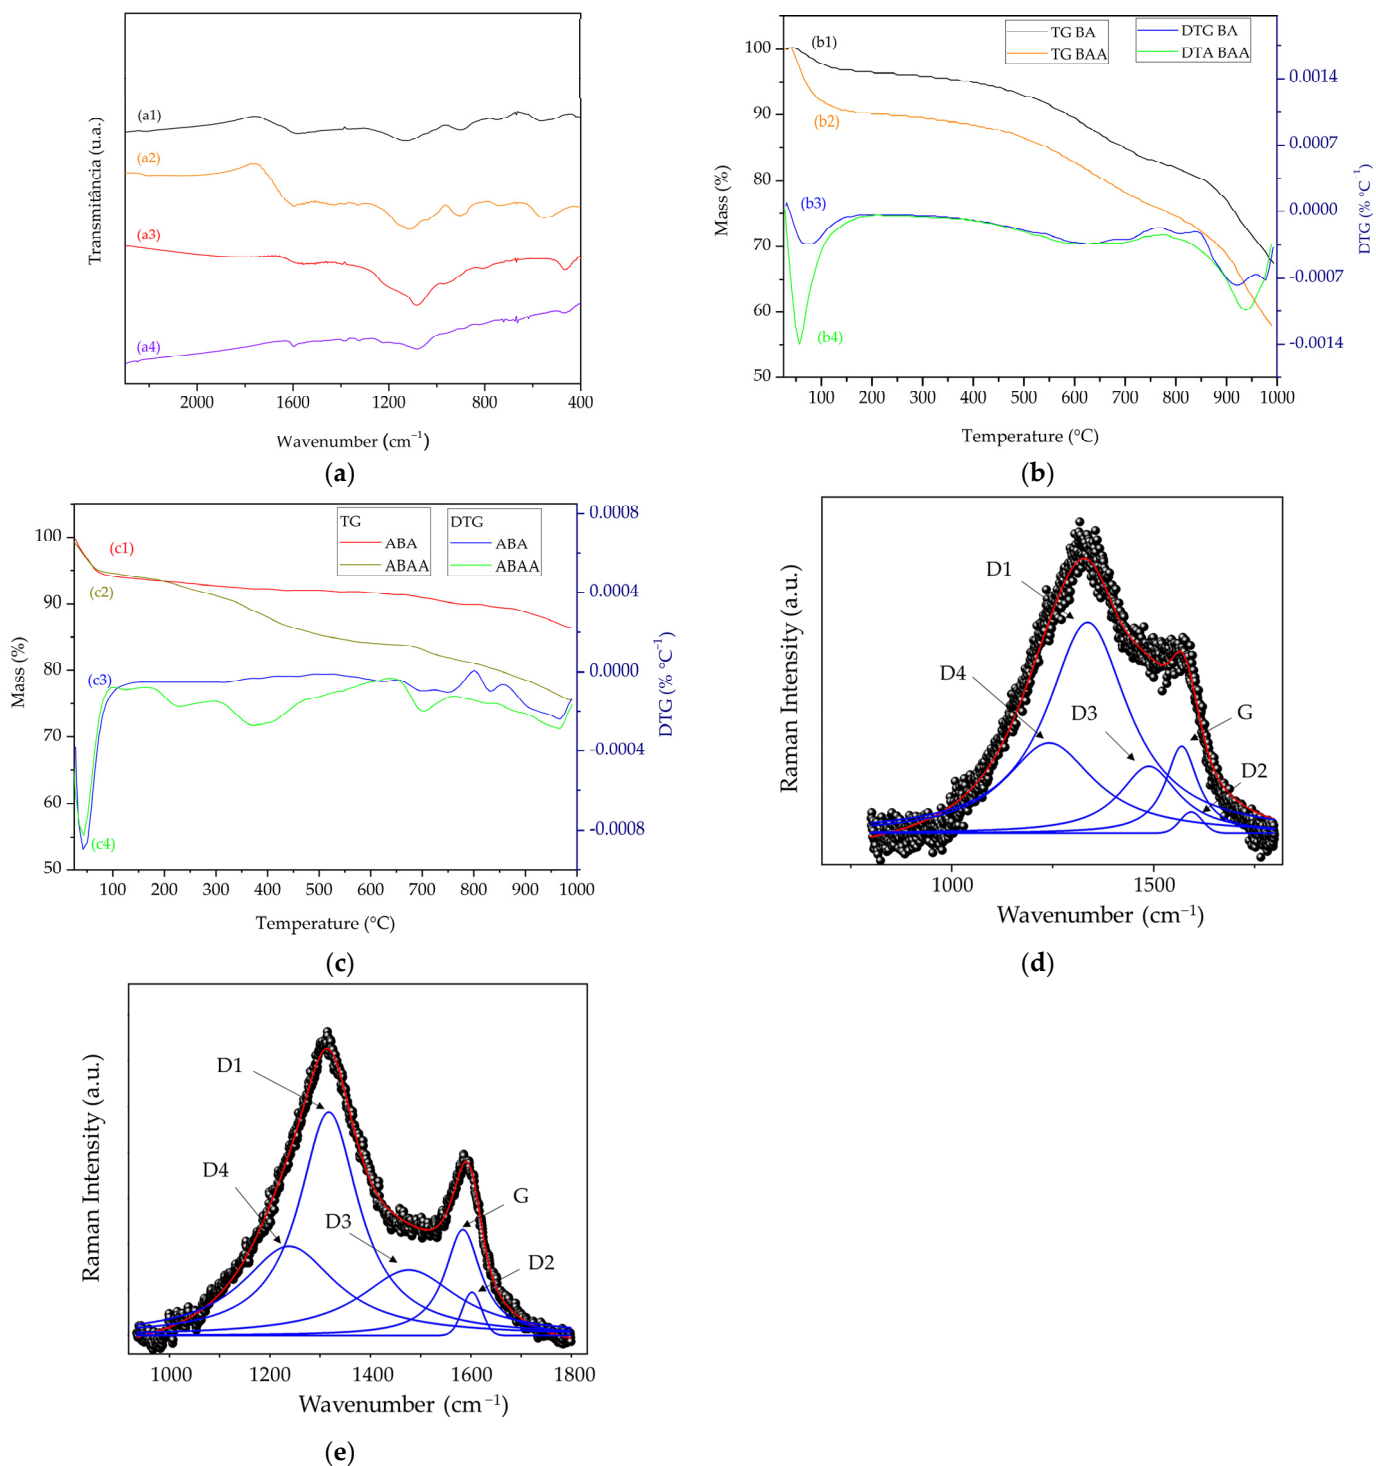 Transmitância (u.a.)
(a1)
(a2)
(a3)
(a4)
2000 1600 1200 800 400
Wavenumber (cm⁻¹)
(a)
TG BA
TG BAA
DTG BA
DTA BAA
(b1)
(b2)
(b3)
(b4)
Mass (%)
100
90
80
70
60
50
0.0014
0.0007
0.0000
-0.0007
-0.0014
DTG (% °C⁻¹)
100 200 300 400 500 600 700 800 900 1000
Temperature (°C)
(b)
TG
ABA
ABAA
DTG
ABA
ABAA
(c1)
(c2)
(c3)
(c4)
Mass (%)
100
90
80
70
60
50
0.0008
0.0004
0.0000
-0.0004
-0.0008
DTG (% °C⁻¹)
100 200 300 400 500 600 700 800 900 1000
Temperature (°C)
(c)
Raman Intensity (a.u.)
D1
D4
D3
G
D2
1000 1500
Wavenumber (cm⁻¹)
(d)
Raman Intensity (a.u.)
D1
D4
D3
G
D2
1000 1200 1400 1600 1800
Wavenumber (cm⁻¹)
(e)